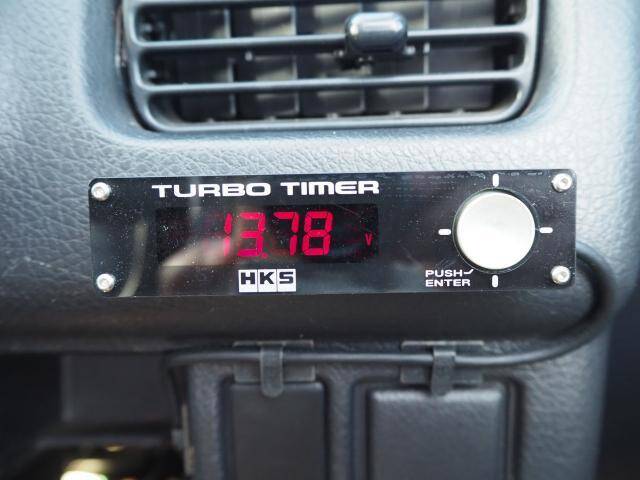 TURBO TIMER
13.78 V
HKS
PUSH
ENTER